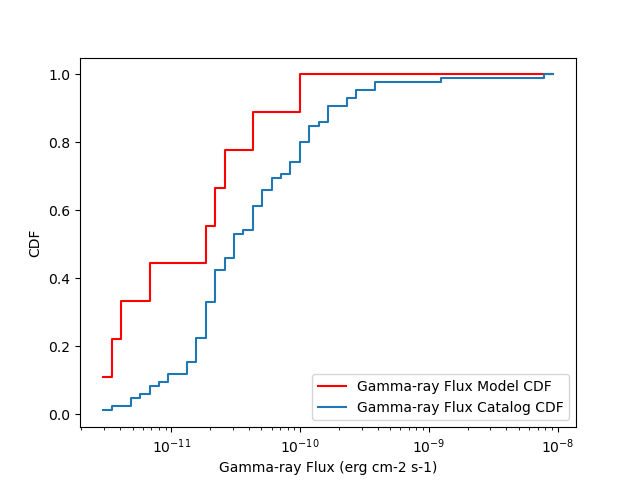 1.0
0.8
0.6
0.4
0.2
0.0
CDF
10⁻¹¹ 10⁻¹⁰ 10⁻⁹ 10⁻⁸
Gamma-ray Flux (erg cm-2 s-1)
Gamma-ray Flux Model CDF
Gamma-ray Flux Catalog CDF